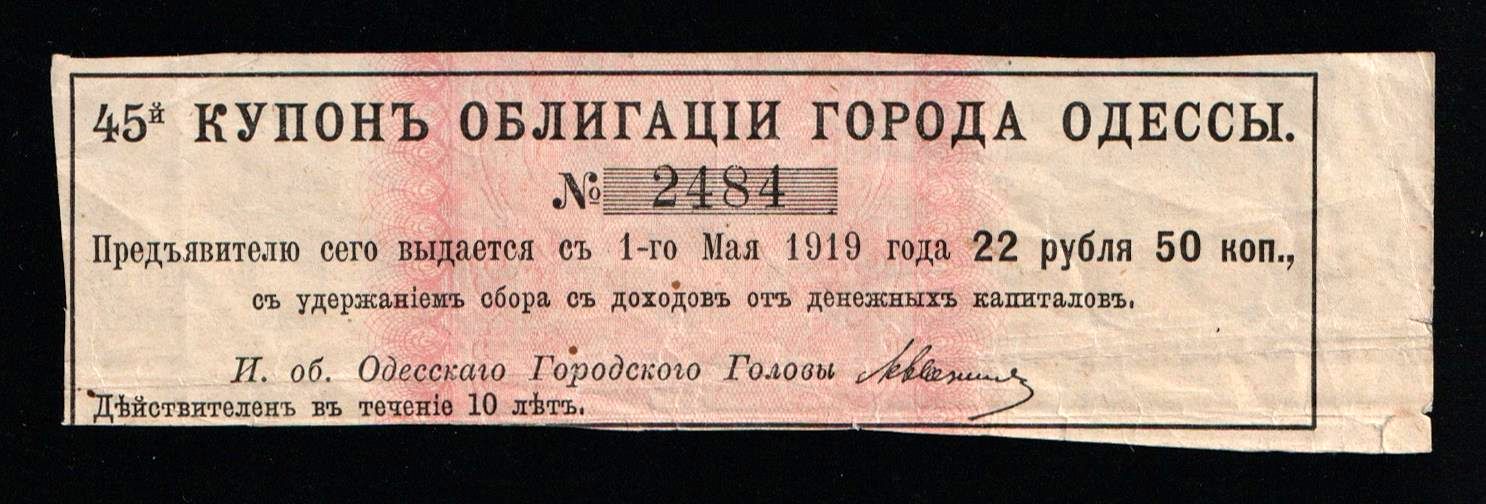 45й КУПОНЪ ОБЛИГАЦІИ ГОРОДА ОДЕССЫ.
№ 2484
Предъявителю сего выдается съ 1-го Мая 1919 года 22 рубля 50 коп.,
съ удержаніемъ сбора съ доходовъ отъ денежныхъ капиталовъ.
И. об. Одесскаго Городского Головы
Дѣйствителенъ въ теченіе 10 лѣтъ.